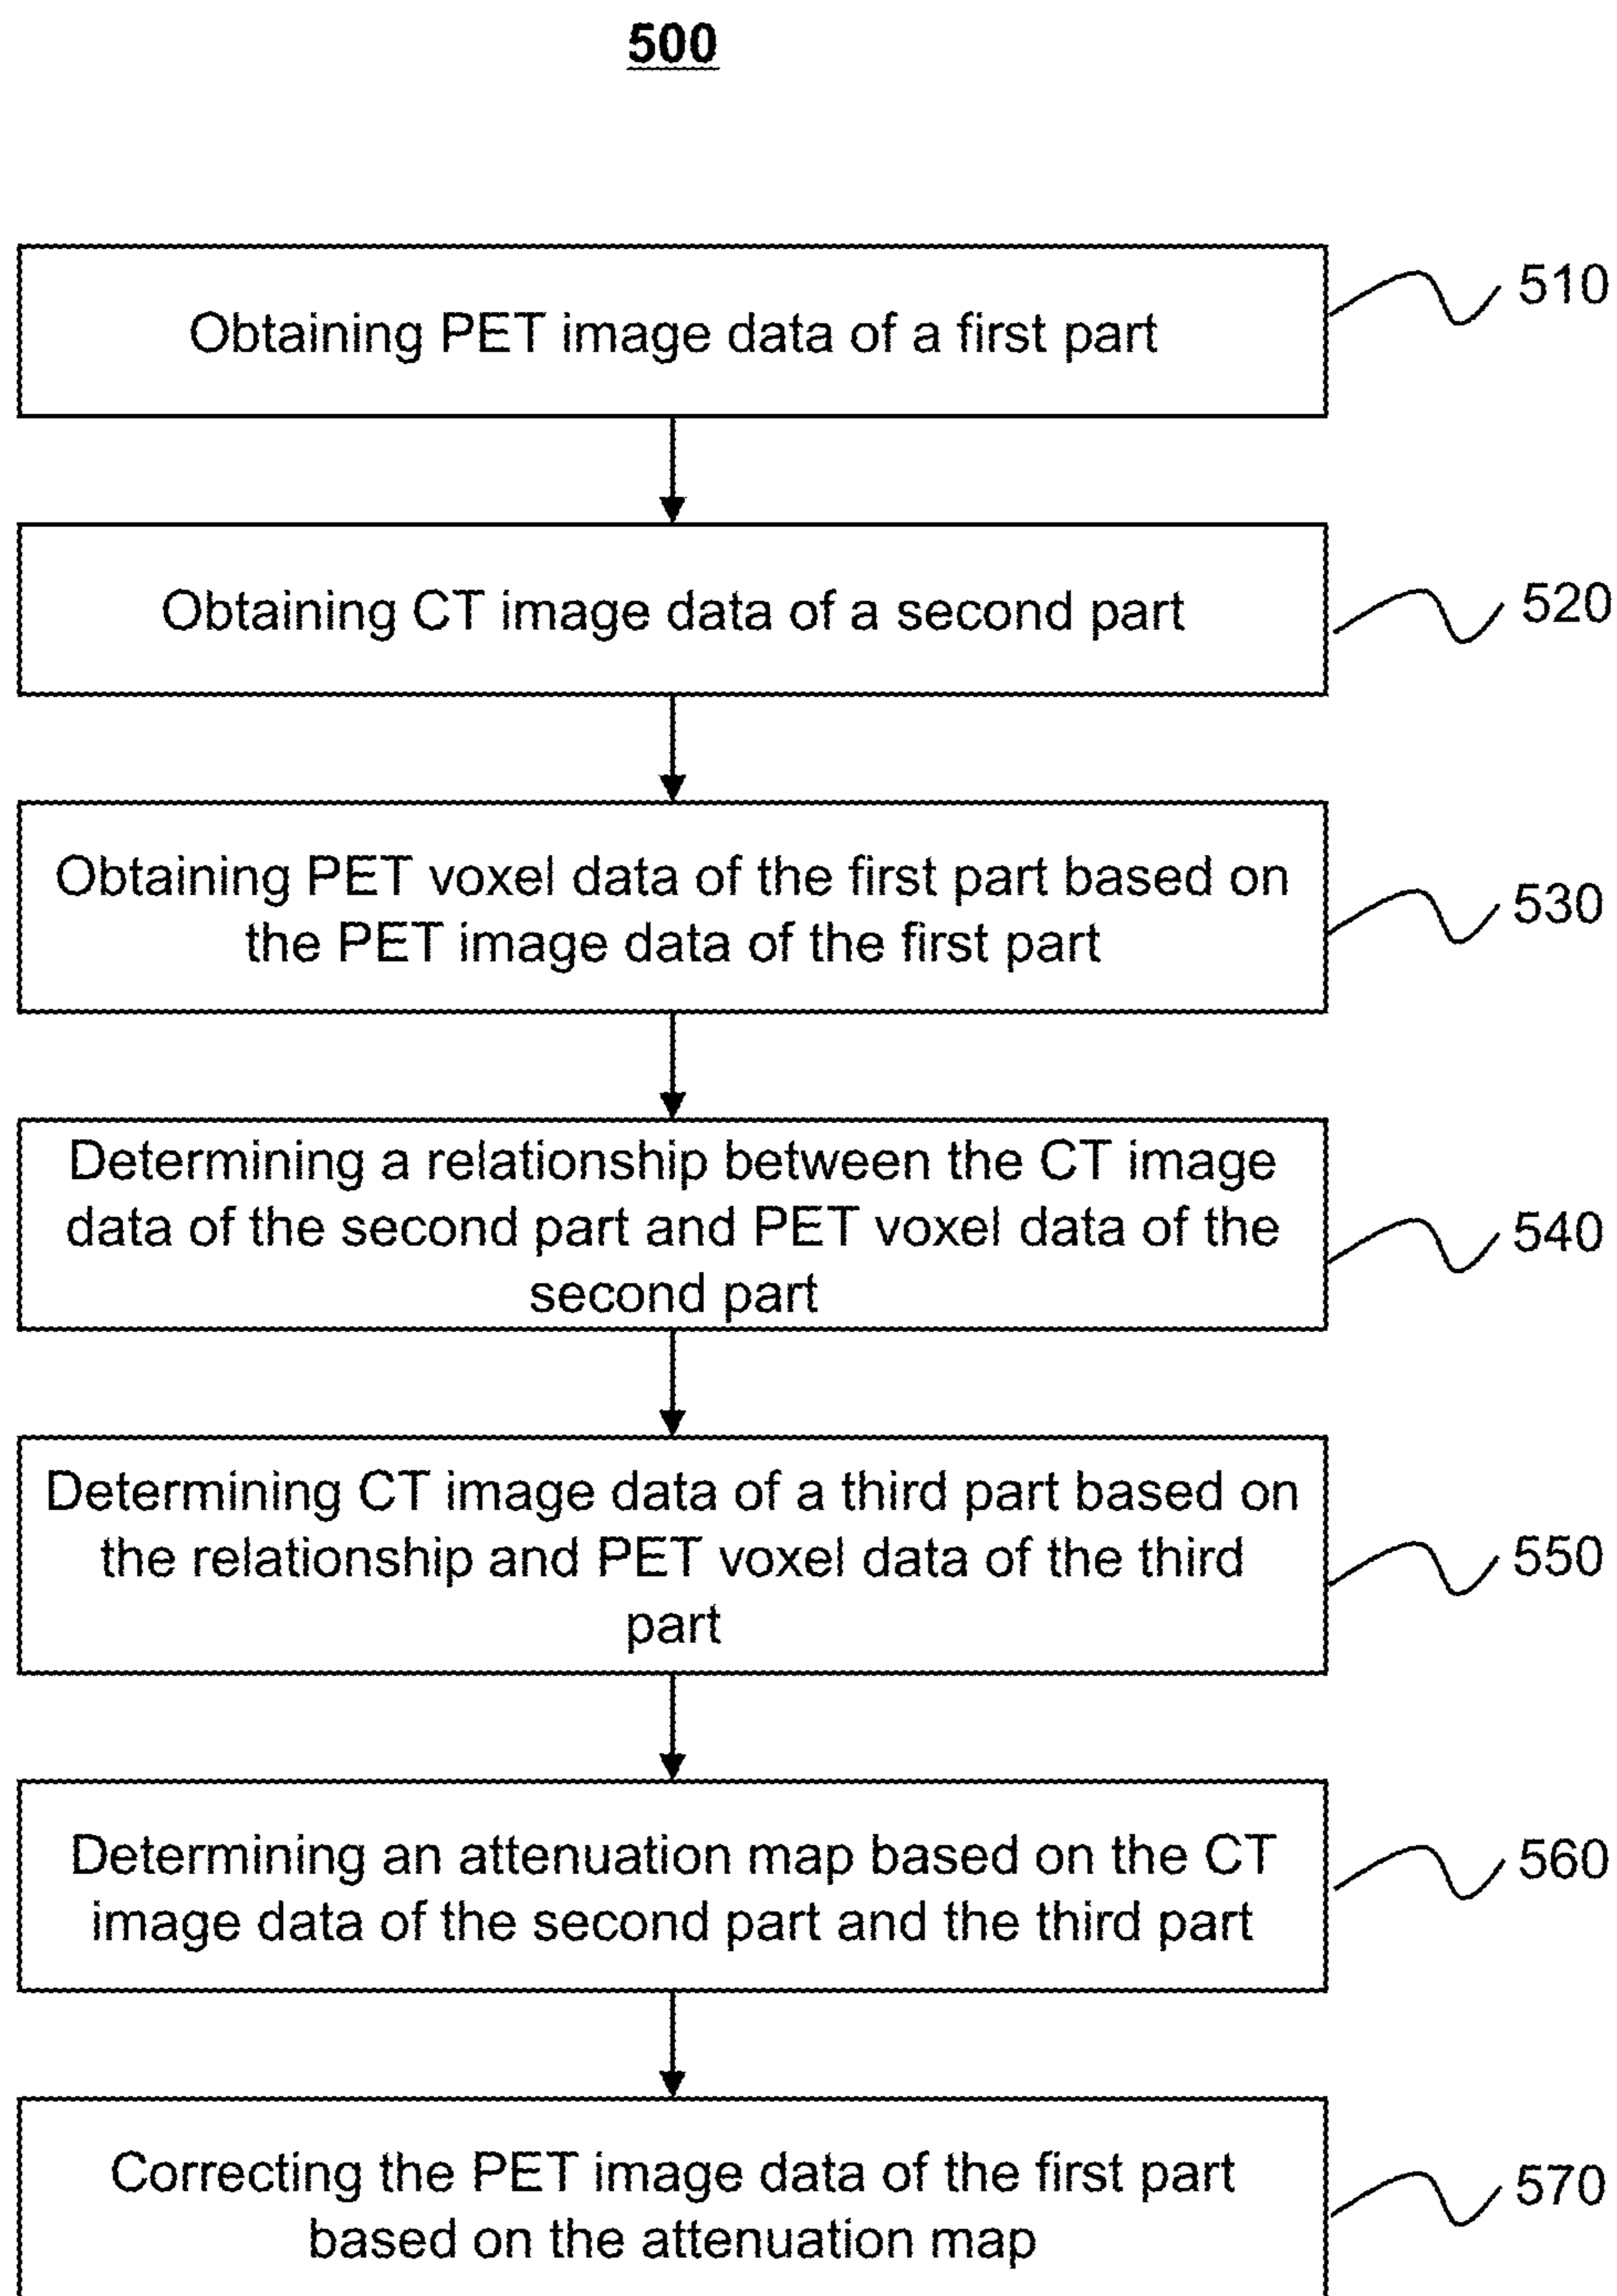 500
Obtaining PET image data of a first part
510
Obtaining CT image data of a second part
520
Obtaining PET voxel data of the first part based on
the PET image data of the first part
530
Determining a relationship between the CT image
data of the second part and PET voxel data of the
second part
540
Determining CT image data of a third part based on
the relationship and PET voxel data of the third
part
550
Determining an attenuation map based on the CT
image data of the second part and the third part
560
Correcting the PET image data of the first part
based on the attenuation map
570